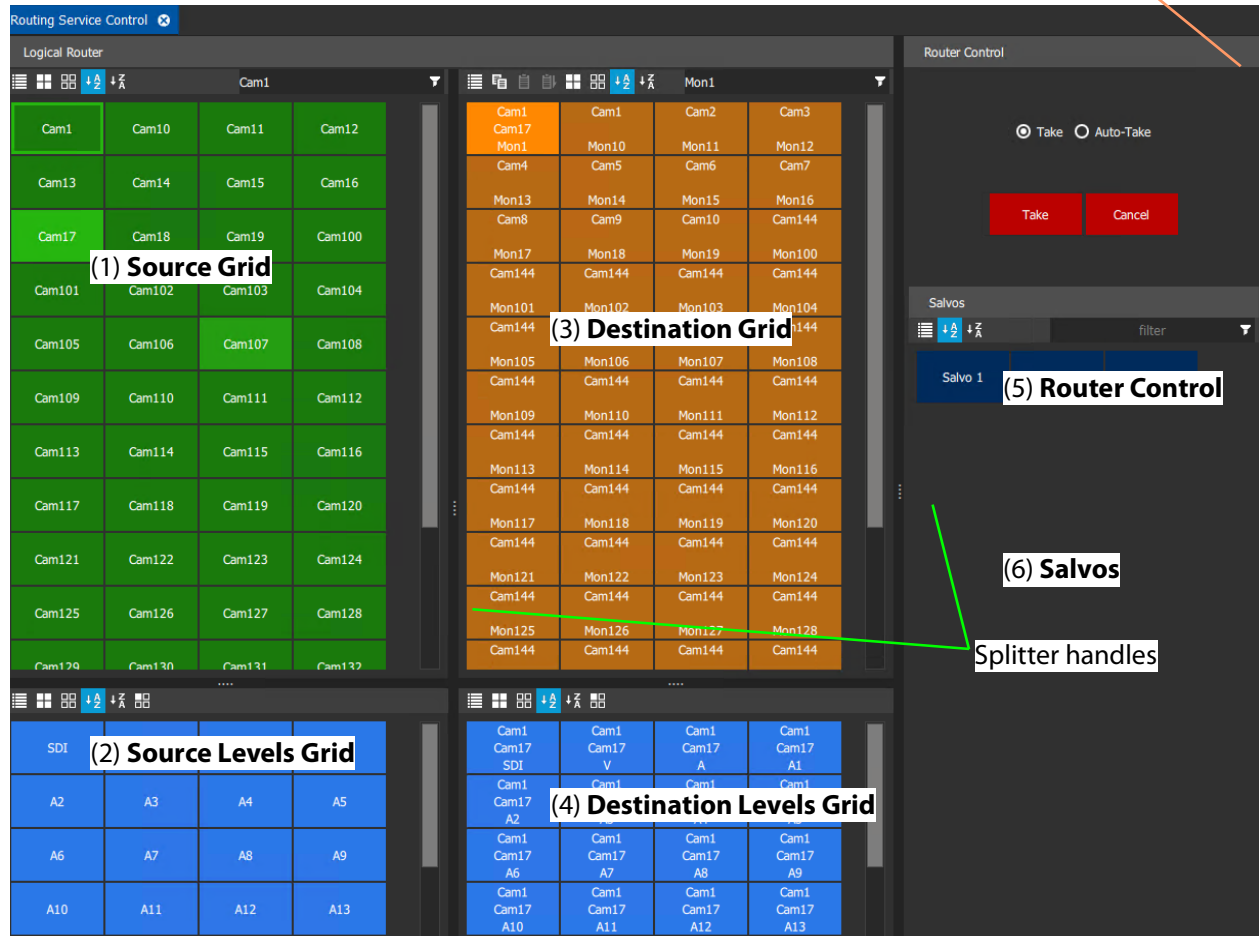 Routing Service Control
Logical Router
Router Control
Cam1
Mon1
Cam1 Cam10 Cam11 Cam12
Cam13 Cam14 Cam15 Cam16
Cam17 Cam18 Cam19 Cam100
(1) Source Grid
Cam101 Cam102 Cam103 Cam104
Cam105 Cam106 Cam107 Cam108
Cam109 Cam110 Cam111 Cam112
Cam113 Cam114 Cam115 Cam116
Cam117 Cam118 Cam119 Cam120
Cam121 Cam122 Cam123 Cam124
Cam125 Cam126 Cam127 Cam128
Cam129 Cam130 Cam131 Cam132
Cam1 Cam1 Cam2 Cam3
Cam17
Mon1 Mon10 Mon11 Mon12
Cam4 Cam5 Cam6 Cam7
Mon13 Mon14 Mon15 Mon16
Cam8 Cam9 Cam10 Cam144
Mon17 Mon18 Mon19 Mon100
Cam144 Cam144 Cam144 Cam144
Mon101 Mon102 Mon103 Mon104
Cam144
(3) Destination Grid
Mon105 Mon106 Mon107 Mon108
Cam144 Cam144 Cam144 Cam144
Mon109 Mon110 Mon111 Mon112
Cam144 Cam144 Cam144 Cam144
Mon113 Mon114 Mon115 Mon116
Cam144 Cam144 Cam144 Cam144
Mon117 Mon118 Mon119 Mon120
Cam144 Cam144 Cam144 Cam144
Mon121 Mon122 Mon123 Mon124
Cam144 Cam144 Cam144 Cam144
Mon125 Mon126 Mon127 Mon128
Cam144 Cam144 Cam144 Cam144
Take Auto-Take
Take Cancel
Salvos
filter
Salvo 1
(5) Router Control
(6) Salvos
Splitter handles
SDI
(2) Source Levels Grid
A2 A3 A4 A5
A6 A7 A8 A9
A10 A11 A12 A13
Cam1 Cam1 Cam1 Cam1
Cam17 Cam17 Cam17 Cam17
SDI V A A1
Cam1 Cam1 Cam1 Cam1
Cam17
(4) Destination Levels Grid
A2
Cam1 Cam1 Cam1 Cam1
Cam17 Cam17 Cam17 Cam17
A6 A7 A8 A9
Cam1 Cam1 Cam1 Cam1
Cam17 Cam17 Cam17 Cam17
A10 A11 A12 A13